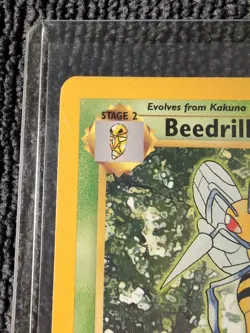 Evolves from Kakuna
STAGE 2
Beedrill